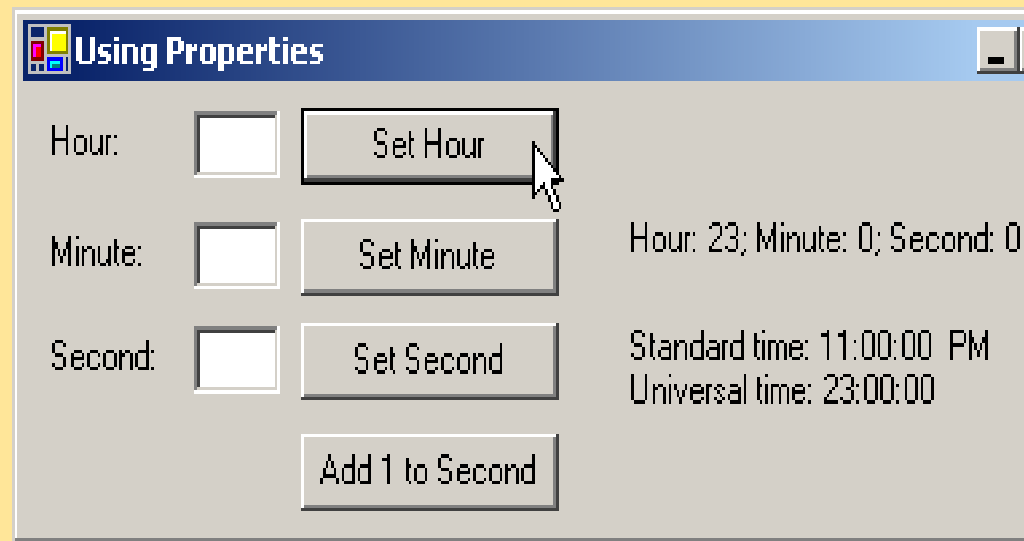 Using Properties
Hour:
Set Hour
Minute:
Set Minute
Hour: 23; Minute: 0; Second: 0
Second:
Set Second
Standard time: 11:00:00 PM
Universal time: 23:00:00
Add 1 to Second